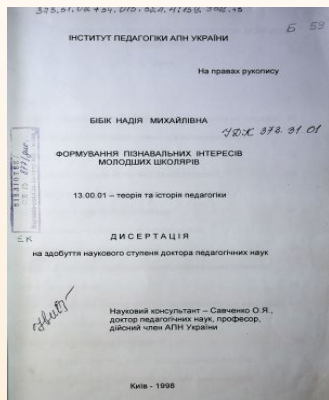 ІНСТИТУТ ПЕДАГОГІКИ АПН УКРАЇНИ
Б - 59
На правах рукопису
БІБІК НАДІЯ МИХАЙЛІВНА
УДК 373.31.01
ФОРМУВАННЯ ПІЗНАВАЛЬНИХ ІНТЕРЕСІВ
МОЛОДШИХ ШКОЛЯРІВ
13.00.01 – теорія та історія педагогіки
ДИСЕРТАЦІЯ
на здобуття наукового ступеня доктора педагогічних наук
Науковий консультант – Савченко О.Я.,
доктор педагогічних наук, професор,
дійсний член АПН України
Київ - 1998